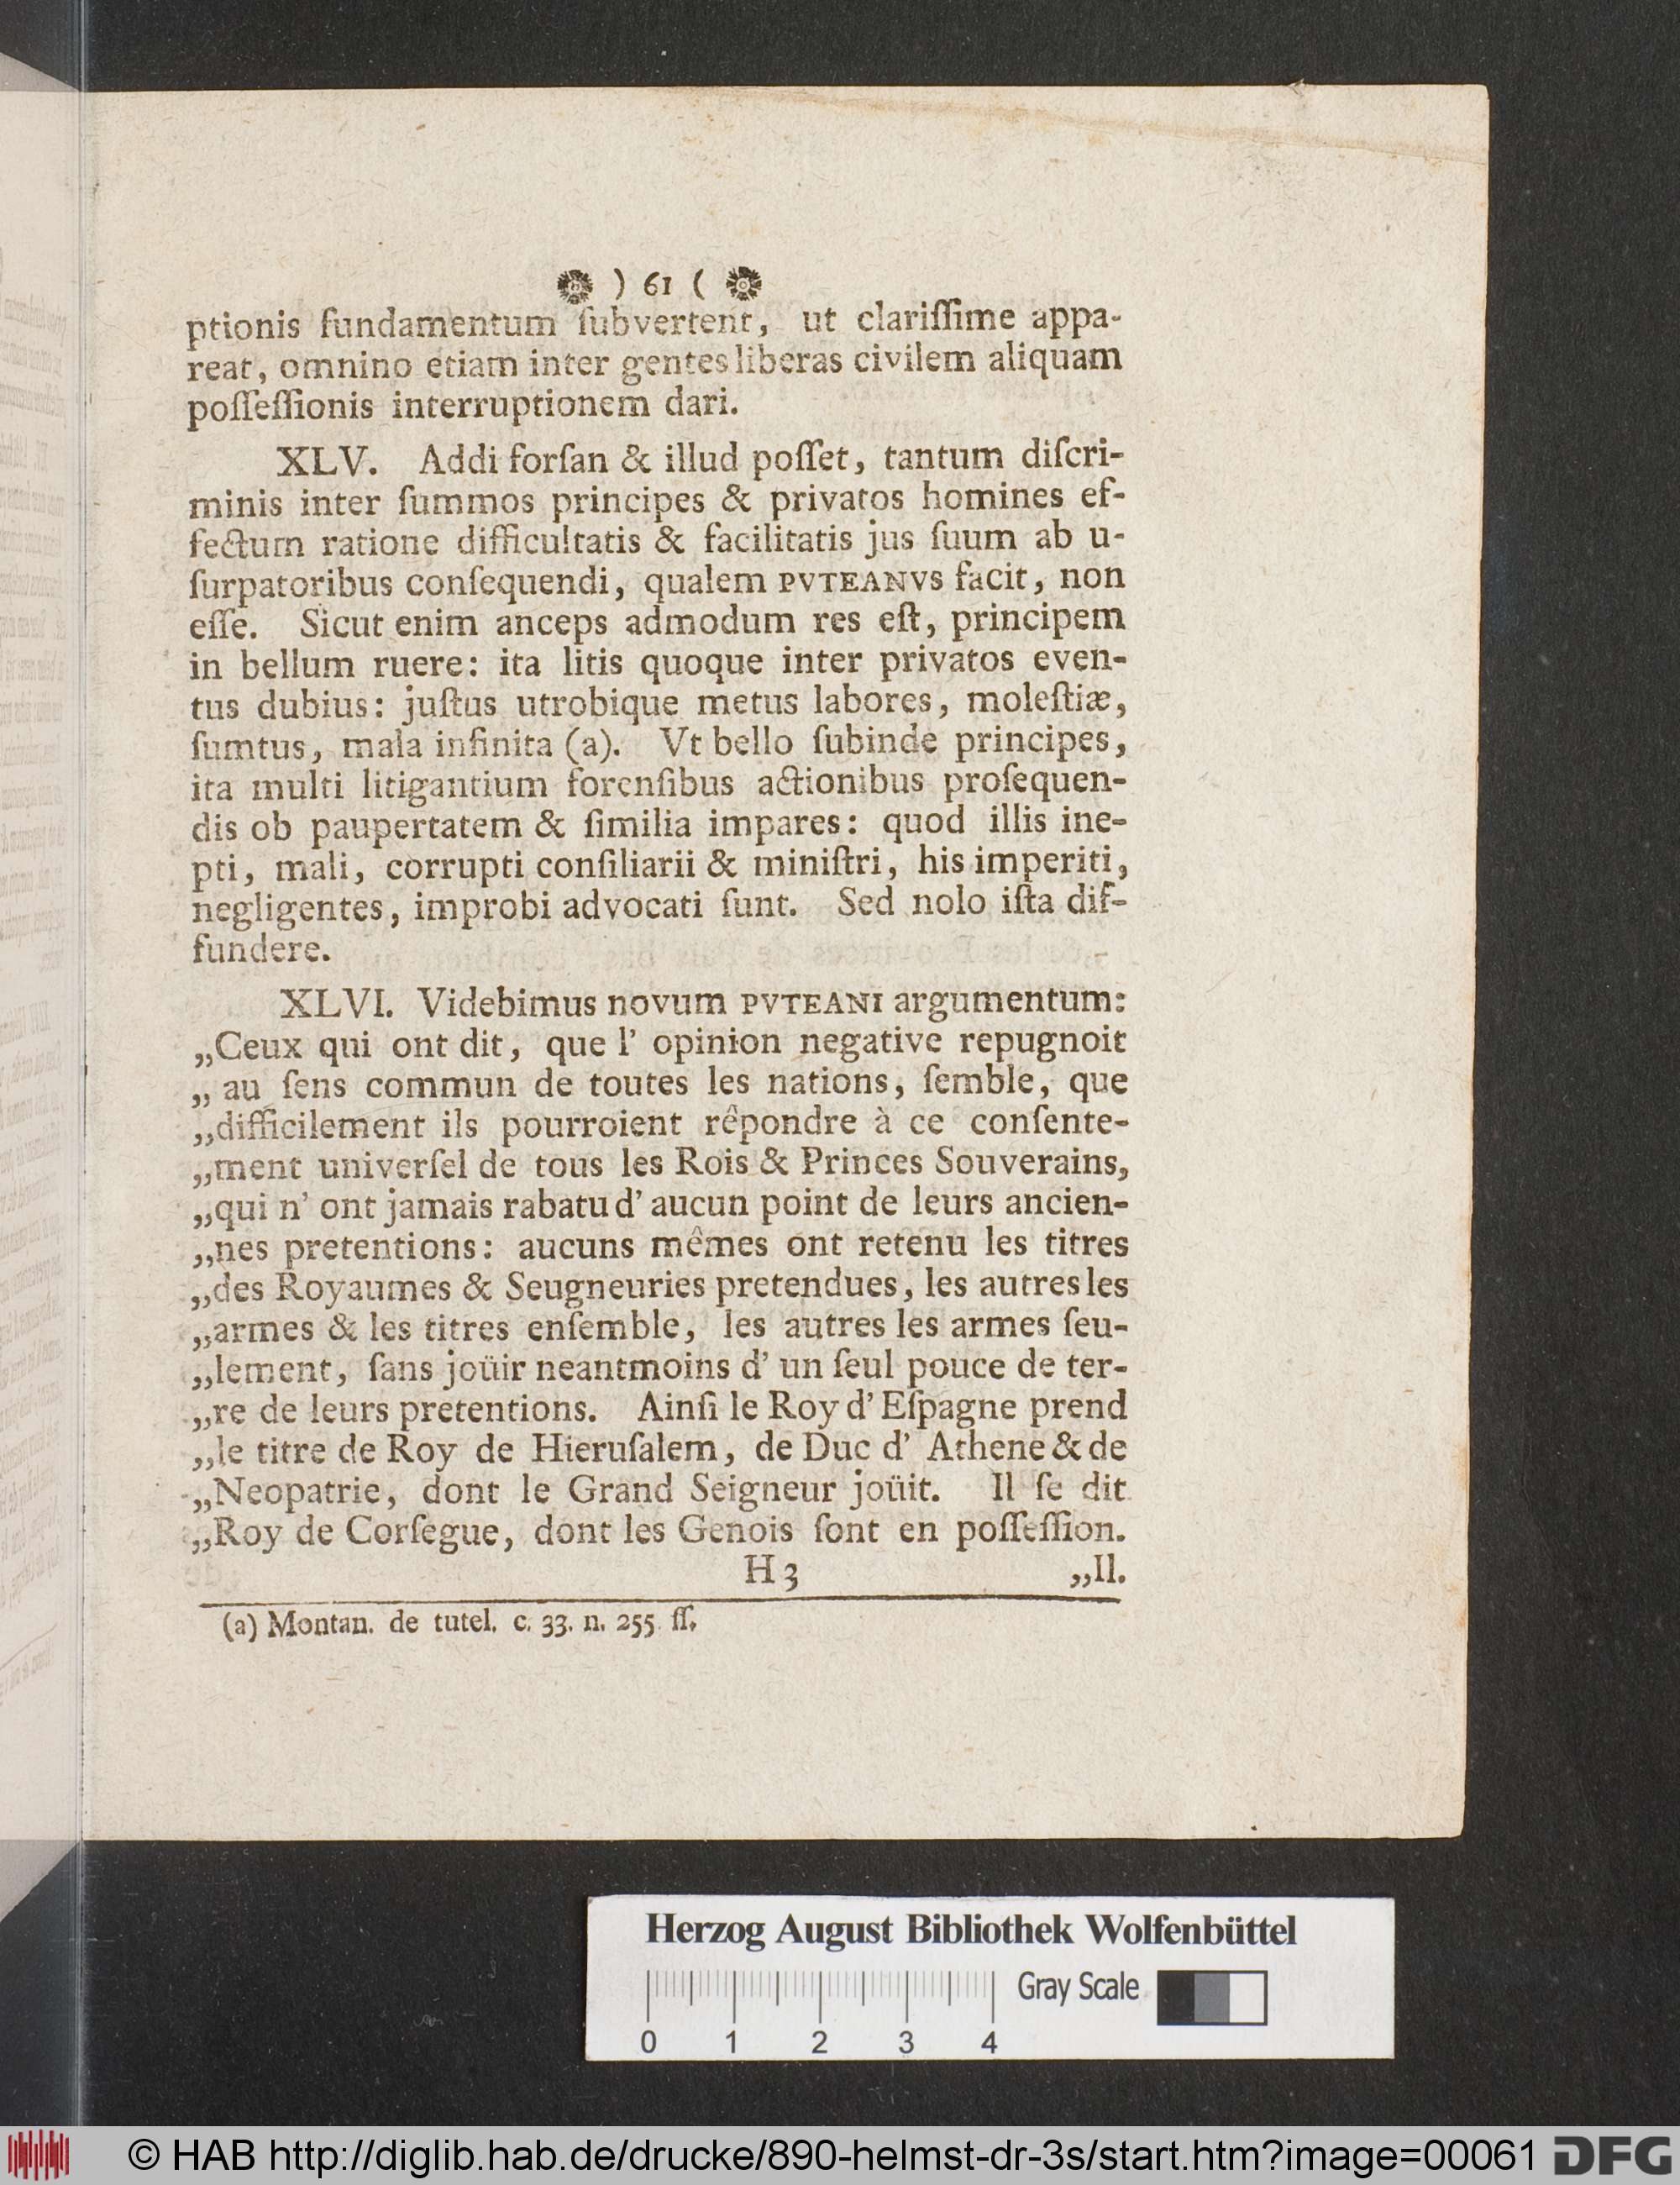 ) 61 (
ptionis fundamentum ſubvertent, ut clariſſime appa-
reat, omnino etiam inter gentes liberas civilem aliquam
poſſeſſionis interruptionem dari.
XLV. Addi forſan & illud poſſet, tantum diſcri-
minis inter ſummos principes & privatos homines ef-
fectum ratione difficultatis & facilitatis jus ſuum ab u-
ſurpatoribus conſequendi, qualem PVTEANVS facit, non
eſſe. Sicut enim anceps admodum res eſt, principem
in bellum ruere: ita litis quoque inter privatos even-
tus dubius: juſtus utrobique metus labores, moleſtiæ,
ſumtus, mala infinita (a). Vt bello ſubinde principes,
ita multi litigantium forenſibus actionibus proſequen-
dis ob paupertatem & ſimilia impares: quod illis ine-
pti, mali, corrupti conſiliarii & miniſtri, his imperiti,
negligentes, improbi advocati ſunt. Sed nolo iſta dif-
fundere.
XLVI. Videbimus novum PVTEANI argumentum:
„Ceux qui ont dit, que l' opinion negative repugnoit
„ au ſens commun de toutes les nations, ſemble, que
„difficilement ils pourroient rêpondre à ce conſente-
„ment univerſel de tous les Rois & Princes Souverains,
„qui n' ont jamais rabatu d' aucun point de leurs ancien-
„nes pretentions: aucuns mêmes ont retenu les titres
„des Royaumes & Seugneuries pretendues, les autres les
„armes & les titres enſemble, les autres les armes ſeu-
„lement, ſans joüir neantmoins d' un ſeul pouce de ter-
„re de leurs pretentions. Ainſi le Roy d' Eſpagne prend
„le titre de Roy de Hieruſalem, de Duc d' Athene & de
„Neopatrie, dont le Grand Seigneur joüit. Il ſe dit
„Roy de Corſegue, dont les Genois ſont en poſſeſſion.
H 3 „Il.
(a) Montan. de tutel. c. 33. n. 255. ſſ.
Herzog August Bibliothek Wolfenbüttel
Gray Scale
0 1 2 3 4
© HAB http://diglib.hab.de/drucke/890-helmst-dr-3s/start.htm?image=00061 DFG